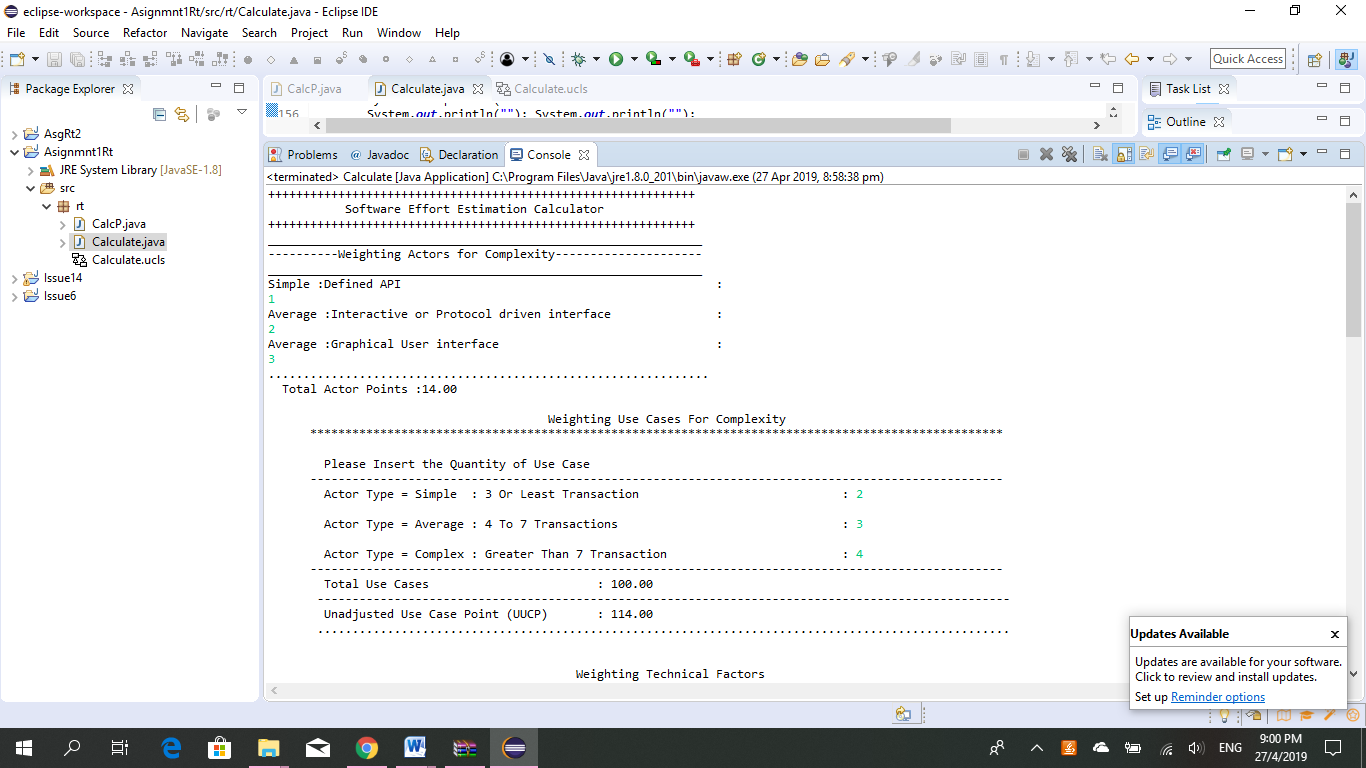 eclipse-workspace - Asignmnt1Rt/src/rt/Calculate.java - Eclipse IDE
File Edit Source Refactor Navigate Search Project Run Window Help
Quick Access
Package Explorer
CalcP.java Calculate.java Calculate.ucls
Task List
156 System.out.println(""); System.out.println("");
Outline
AsgRt2
Asignmnt1Rt
JRE System Library [JavaSE-1.8]
src
rt
CalcP.java
Calculate.java
Calculate.ucls
Issue14
Issue6
Problems @ Javadoc Declaration Console
<terminated> Calculate [Java Application] C:\Program Files\Java\jre1.8.0_201\bin\javaw.exe (27 Apr 2019, 8:58:38 pm)
+++++++++++++++++++++++++++++++++++++++++++++++++++++++++++++
Software Effort Estimation Calculator
+++++++++++++++++++++++++++++++++++++++++++++++++++++++++++++
______________________________________________________________
----------Weighting Actors for Complexity---------------------
______________________________________________________________
Simple :Defined API :
1
Average :Interactive or Protocol driven interface :
2
Average :Graphical User interface :
3
...............................................................
Total Actor Points :14.00
Weighting Use Cases For Complexity
***************************************************************************************************
Please Insert the Quantity of Use Case
---------------------------------------------------------------------------------------------------
Actor Type = Simple : 3 Or Least Transaction : 2
Actor Type = Average : 4 To 7 Transactions : 3
Actor Type = Complex : Greater Than 7 Transaction : 4
---------------------------------------------------------------------------------------------------
Total Use Cases : 100.00
---------------------------------------------------------------------------------------------------
Unadjusted Use Case Point (UUCP) : 114.00
...................................................................................................
Weighting Technical Factors
Updates Available x
Updates are available for your software.
Click to review and install updates.
Set up Reminder options
ENG
9:00 PM
27/4/2019